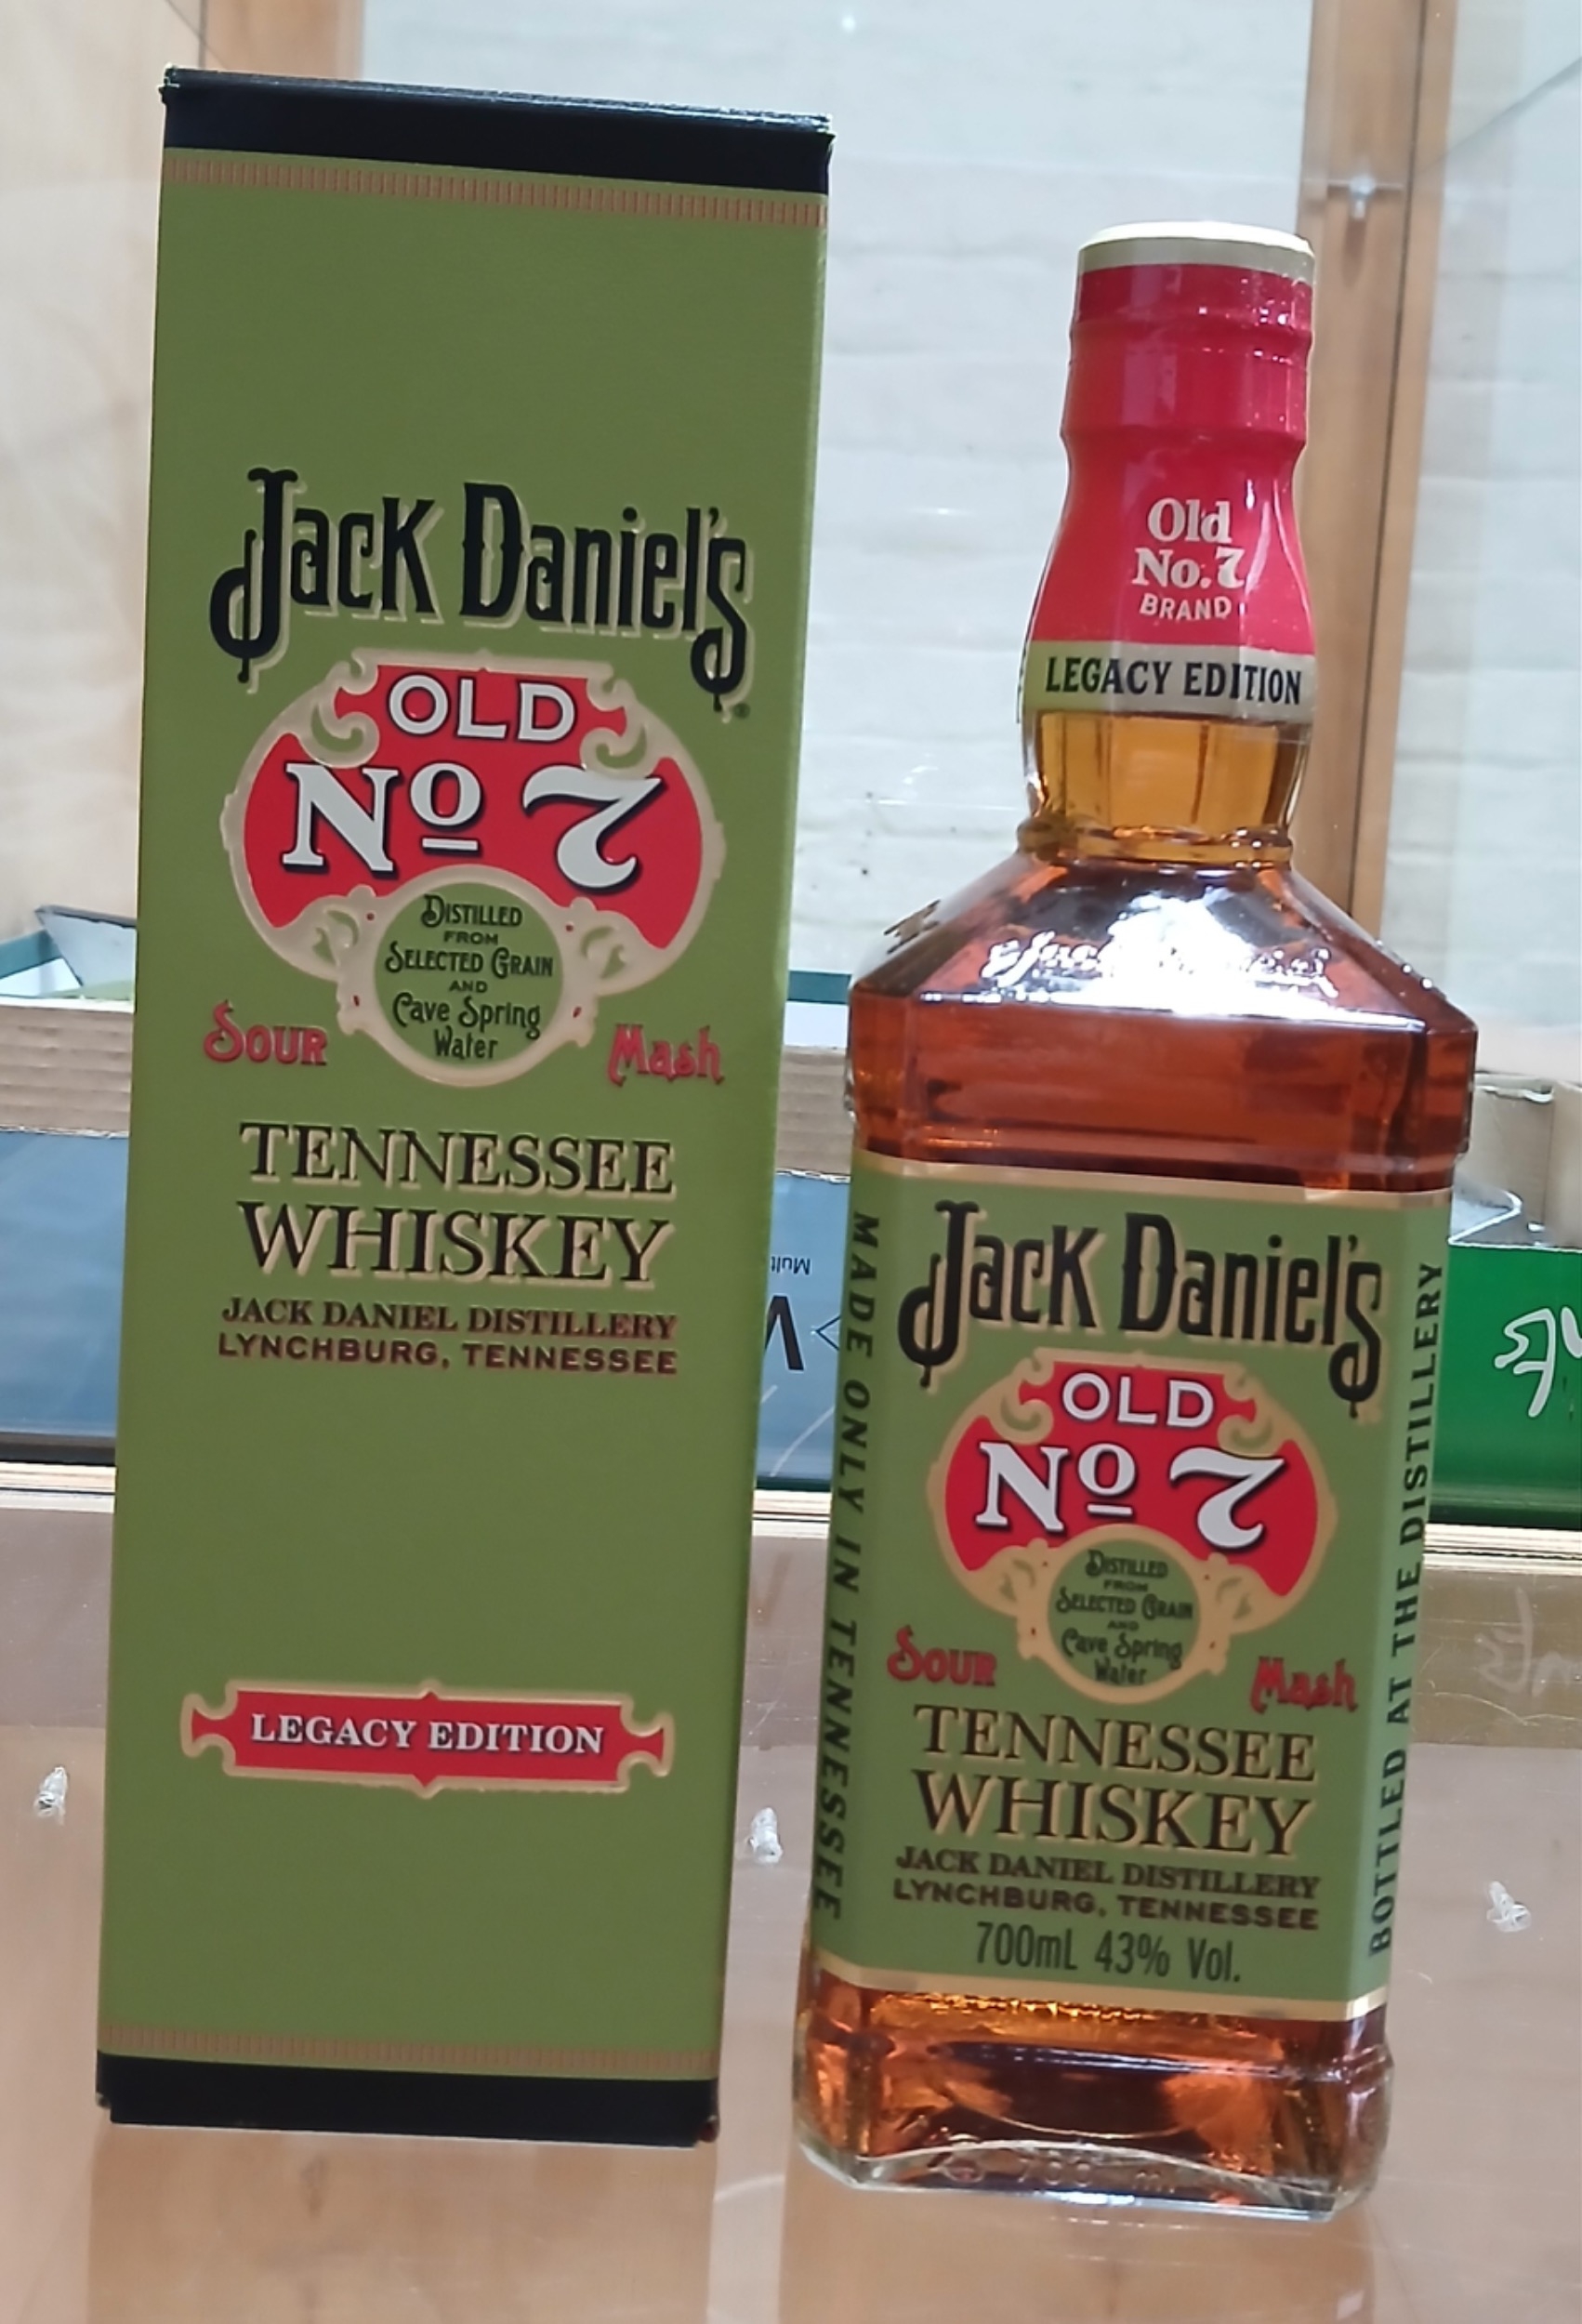 Jack Daniel's
OLD
No 7
DISTILLED
FROM
SELECTED GRAIN
AND
Cave Spring
Water
SOUR Mash
TENNESSEE
WHISKEY
JACK DANIEL DISTILLERY
LYNCHBURG, TENNESSEE
LEGACY EDITION
Old
No. 7
BRAND
LEGACY EDITION
Jack Daniel's
OLD
No 7
DISTILLED
FROM
SELECTED GRAIN
AND
Cave Spring
Water
SOUR Mash
TENNESSEE
WHISKEY
JACK DANIEL DISTILLERY
LYNCHBURG, TENNESSEE
700mL 43% Vol.
MADE ONLY IN TENNESSEE
BOTTLED AT THE DISTILLERY